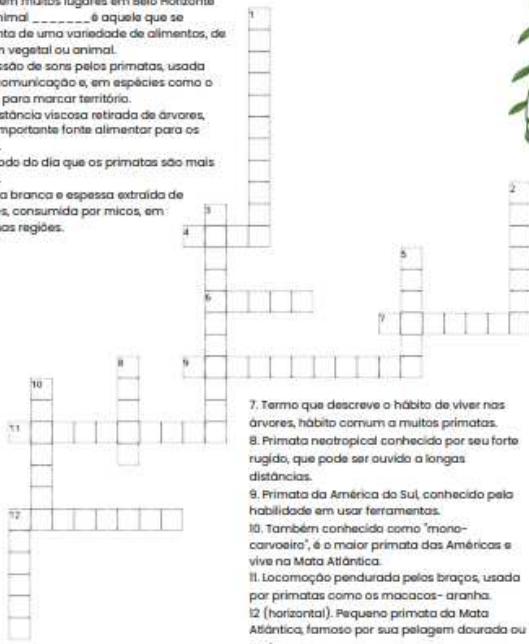 em muitos lugares em Belo Horizonte
nimal _______é aquele que se
nta de uma variedade de alimentos, de
m vegetal ou animal.
ssão de sons pelos primatas, usada
omunicação e, em espécies como o
para marcar território.
stância viscosa retirada de árvores,
mportante fonte alimentar para os
odo do dia que os primatas são mais
a branca e espessa extraída de
s, consumida por micos, em
as regiões.
1
2
3
4
5
6
7
8
9
10
11
12
7. Termo que descreve o hábito de viver nas
árvores, hábito comum a muitos primatas.
8. Primata neotropical conhecido por seu forte
rugido, que pode ser ouvido a longas
distâncias.
9. Primata da América do Sul, conhecido pela
habilidade em usar ferramentas.
10. Também conhecido como "mono-
carvoeiro", é o maior primata das Américas e
vive na Mata Atlântica.
11. Locomoção pendurada pelos braços, usada
por primatas como os macacos- aranha.
12 (horizontal). Pequeno primata da Mata
Atlântica, famoso por sua pelagem dourada ou